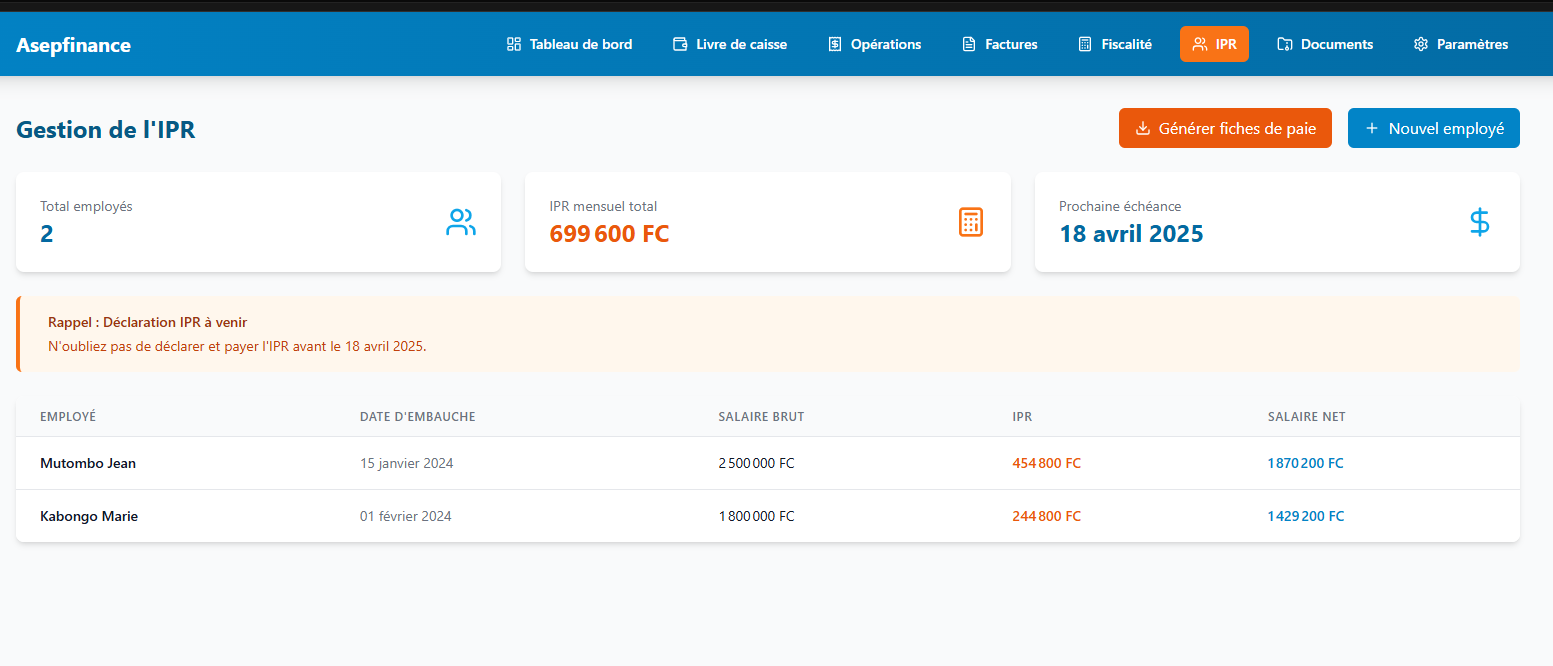 Asepfinance
Tableau de bord
Livre de caisse
Opérations
Factures
Fiscalité
IPR
Documents
Paramètres
Gestion de l'IPR
Générer fiches de paie
+ Nouvel employé
Total employés
2
IPR mensuel total
699 600 FC
Prochaine échéance
18 avril 2025
Rappel : Déclaration IPR à venir
N'oubliez pas de déclarer et payer l'IPR avant le 18 avril 2025.
EMPLOYÉ DATE D'EMBAUCHE SALAIRE BRUT IPR SALAIRE NET
Mutombo Jean 15 janvier 2024 2 500 000 FC 454 800 FC 1 870 200 FC
Kabongo Marie 01 février 2024 1 800 000 FC 244 800 FC 1 429 200 FC